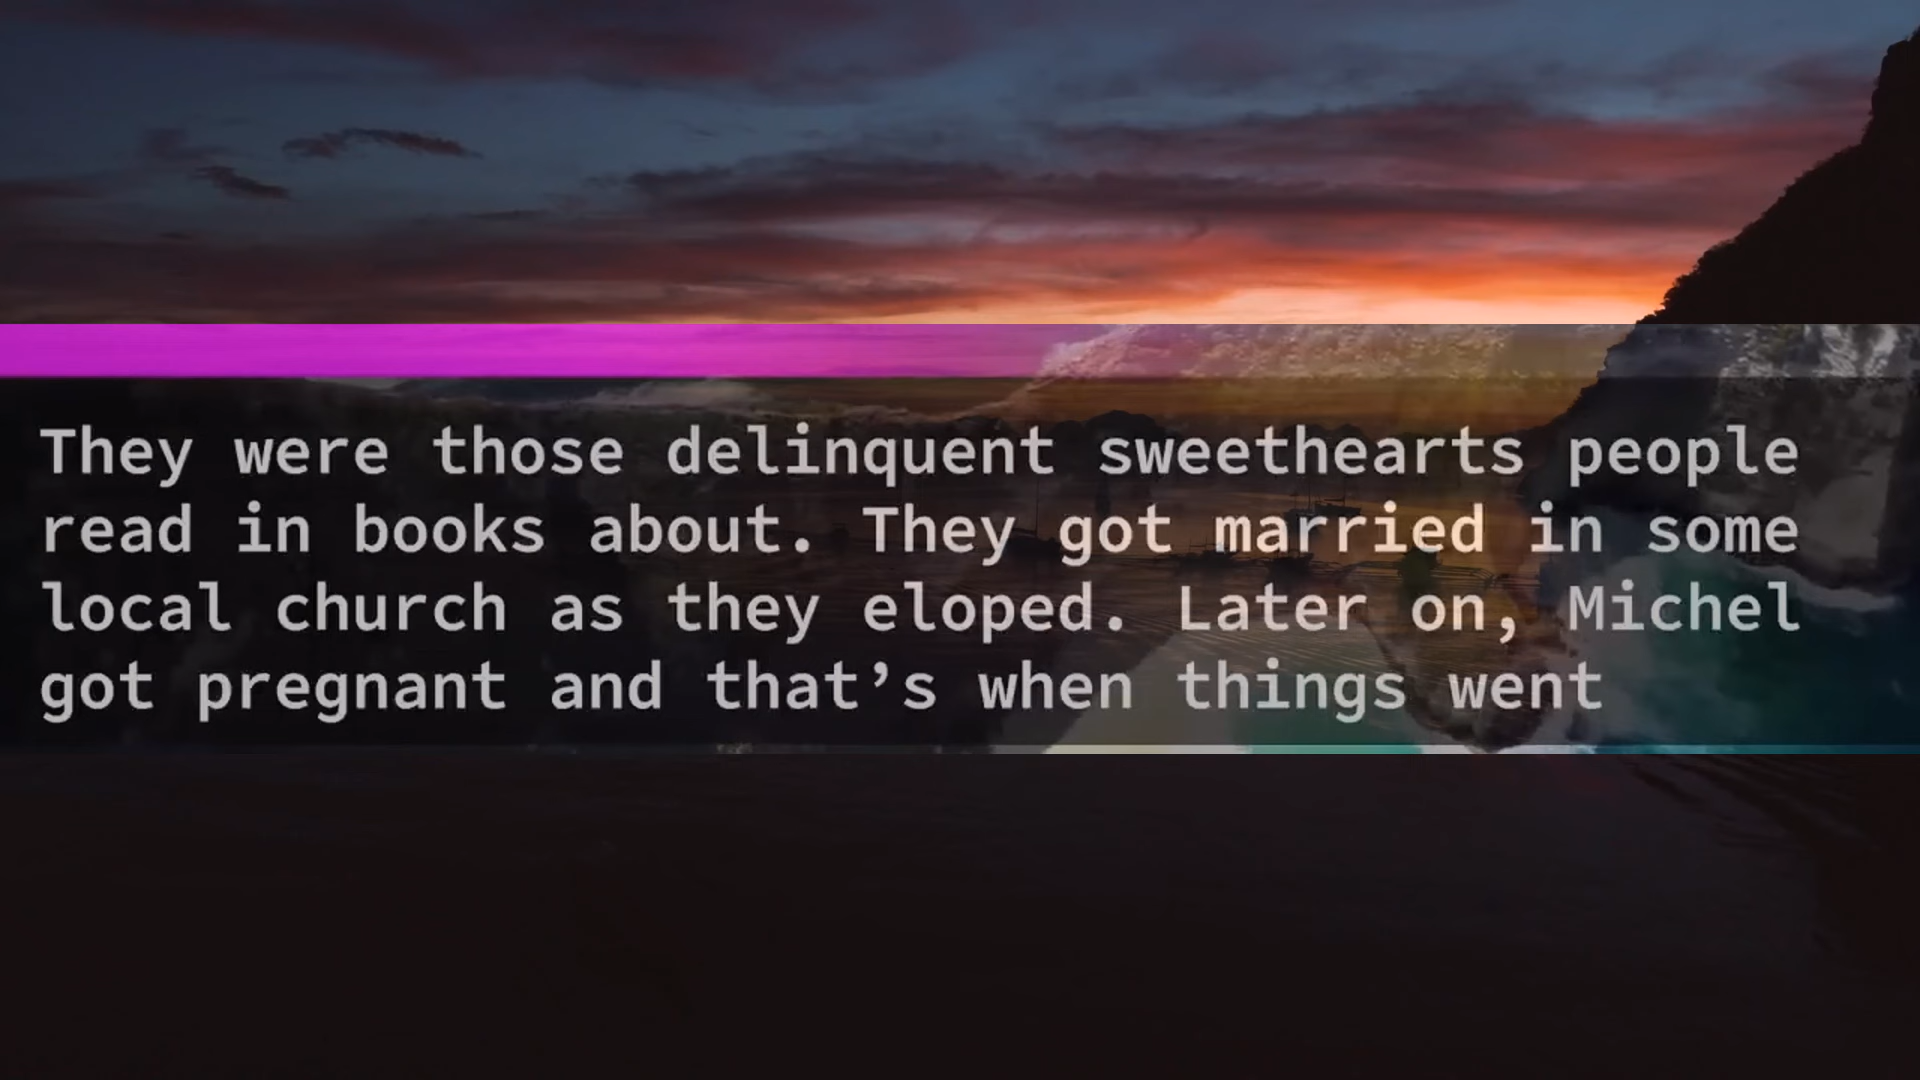 They were those delinquent sweethearts people
read in books about. They got married in some
local church as they eloped. Later on, Michel
got pregnant and that’s when things went